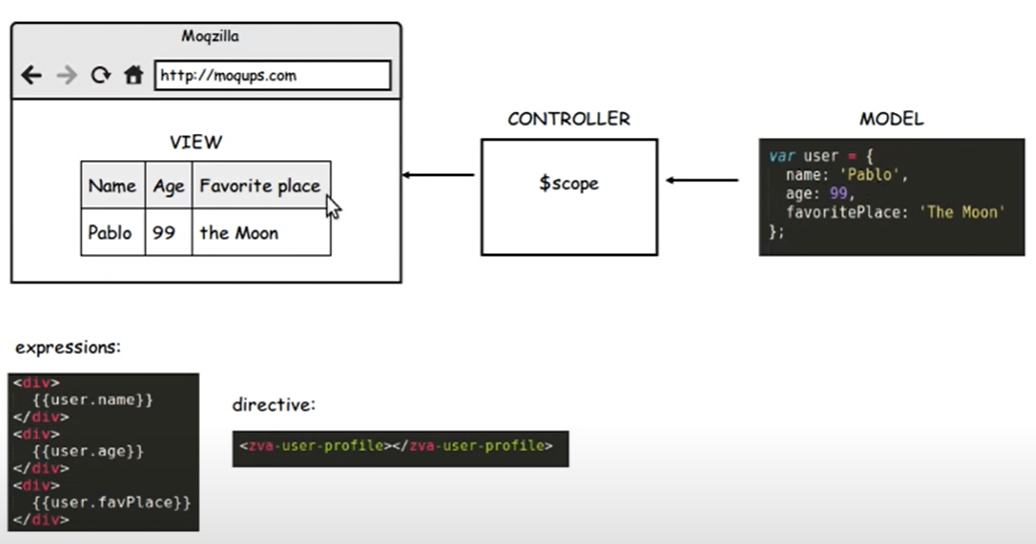 Moqzilla
http://moqups.com
VIEW
Name Age Favorite place
Pablo 99 the Moon
CONTROLLER
$scope
MODEL
var user = {
name: 'Pablo',
age: 99,
favoritePlace: 'The Moon'
};
expressions:
<div>
{{user.name}}
</div>
<div>
{{user.age}}
</div>
<div>
{{user.favPlace}}
</div>
directive:
<zva-user-profile></zva-user-profile>